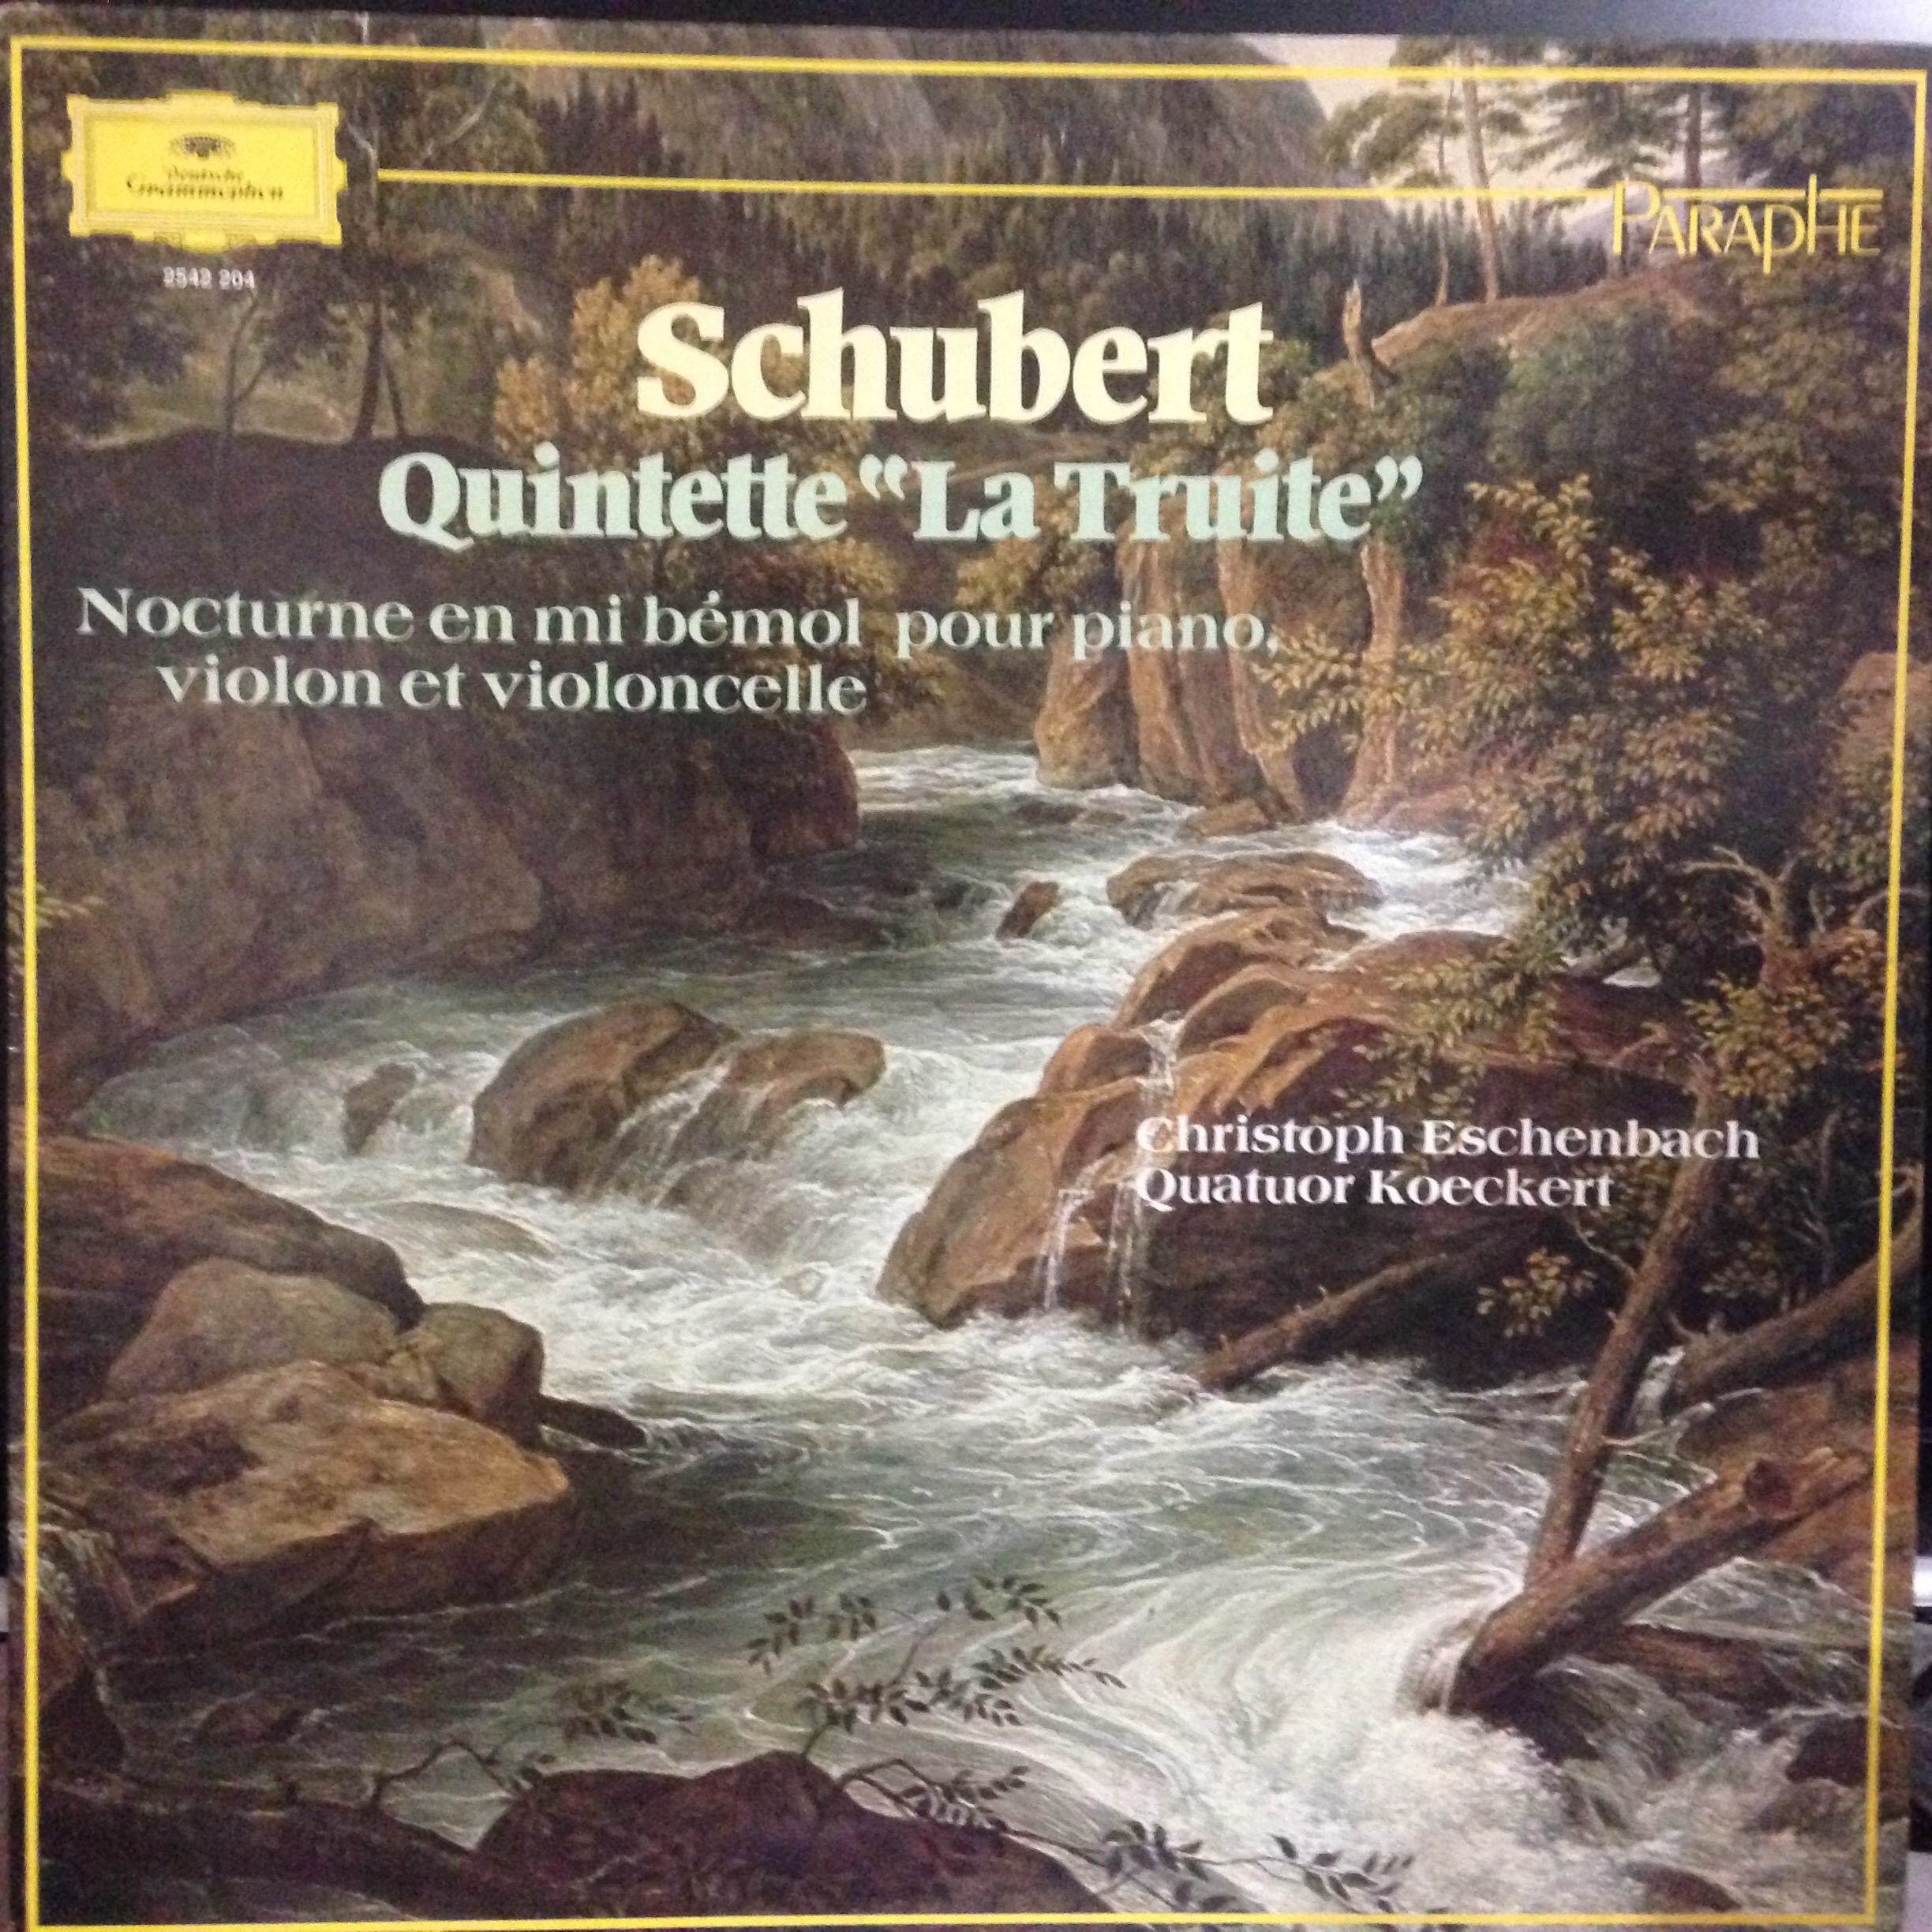 Deutsche
Grammophon
PARAPHE
2542 204
Schubert
Quintette “La Truite”
Nocturne en mi bémol pour piano,
violon et violoncelle
Christoph Eschenbach
Quatuor Koeckert